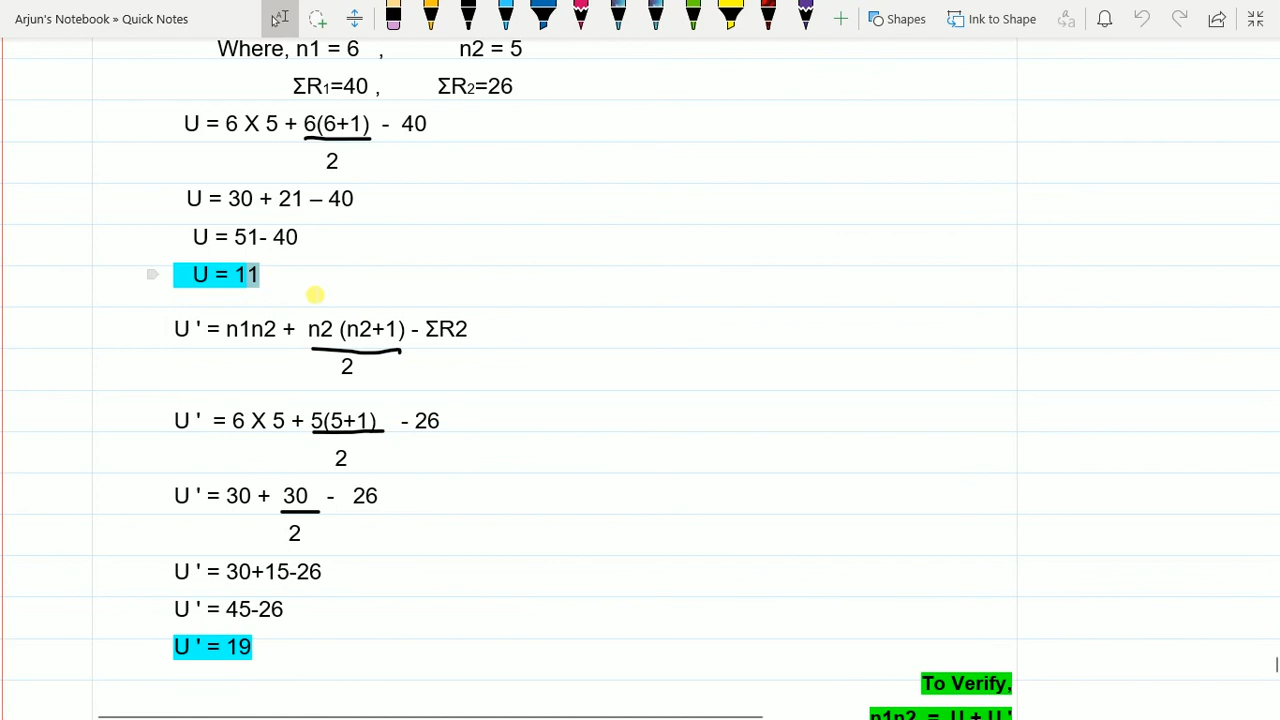 Arjun's Notebook » Quick Notes
Shapes
Ink to Shape
Where, n1 = 6 , n2 = 5
ΣR1=40 , ΣR2=26
U = 6 X 5 + 6(6+1) - 40
2
U = 30 + 21 – 40
U = 51- 40
U = 11
U ' = n1n2 + n2 (n2+1) - ΣR2
2
U ' = 6 X 5 + 5(5+1) - 26
2
U ' = 30 + 30 - 26
2
U ' = 30+15-26
U ' = 45-26
U ' = 19
To Verify,
n1n2 = U + U '